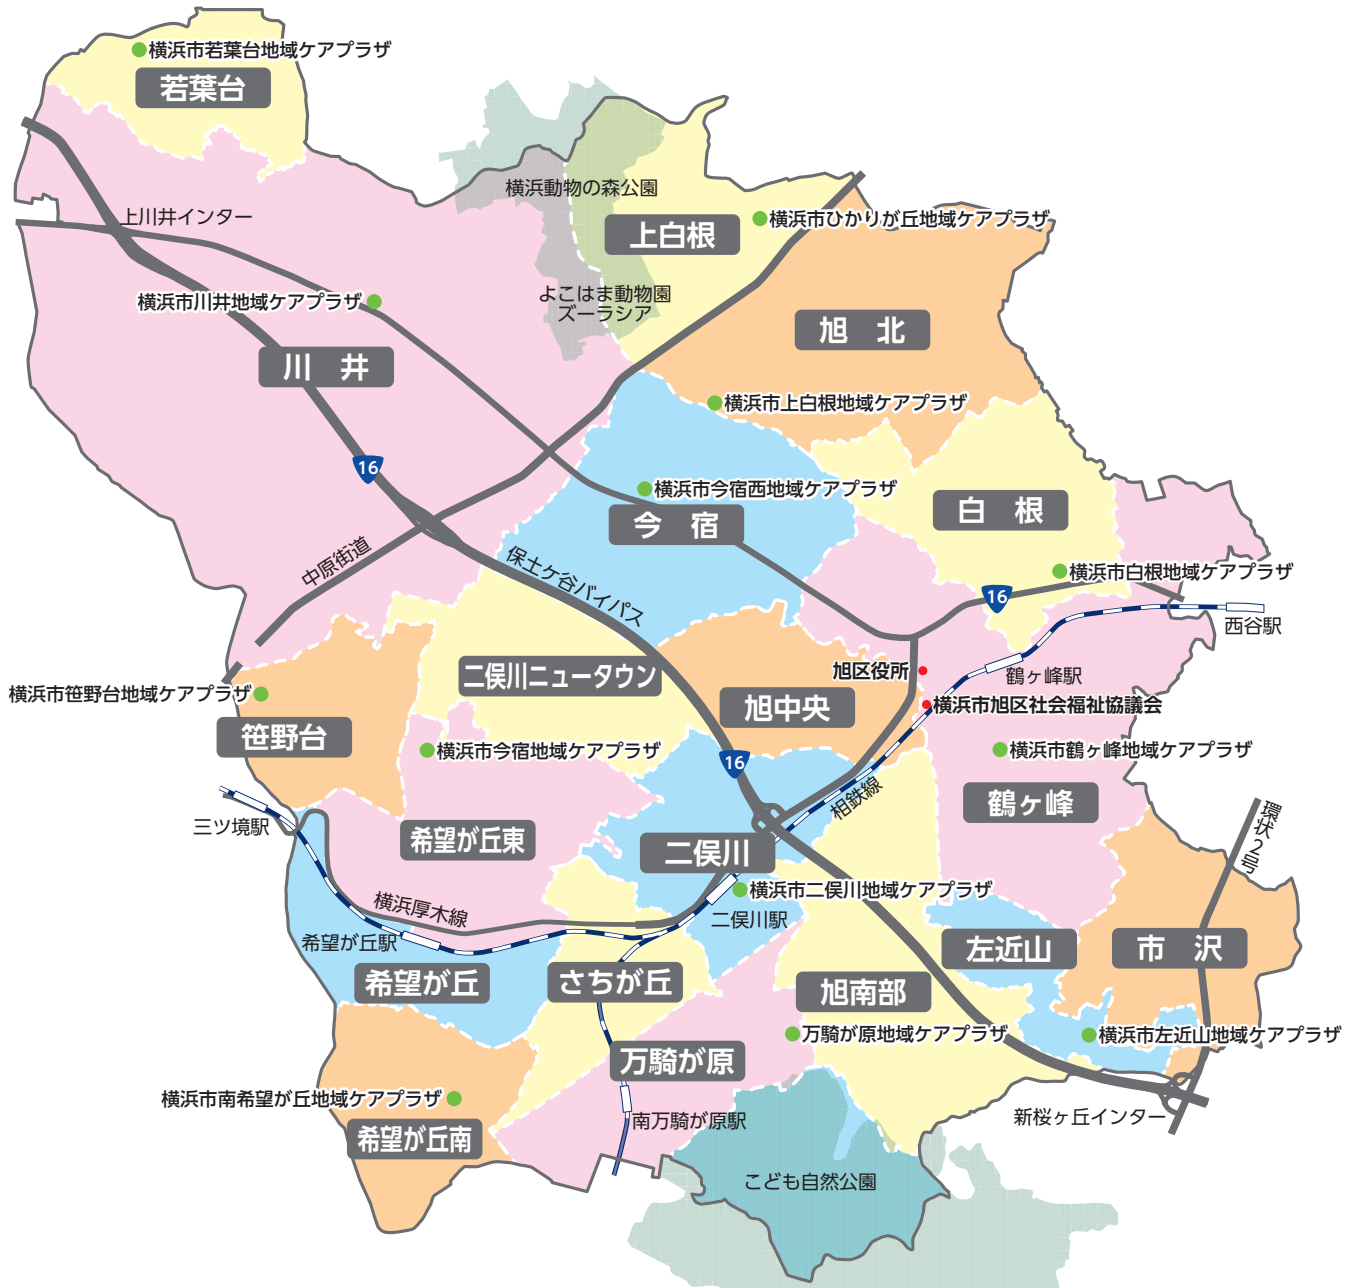 横浜市若葉台地域ケアプラザ
若葉台
横浜動物の森公園
上川井インター
横浜市ひかりが丘地域ケアプラザ
上白根
よこはま動物園
ズーラシア
横浜市川井地域ケアプラザ
旭 北
川 井
横浜市上白根地域ケアプラザ
16
横浜市今宿西地域ケアプラザ
今 宿
白 根
中原街道
保土ケ谷バイパス
横浜市白根地域ケアプラザ
16
西谷駅
二俣川ニュータウン
旭区役所
鶴ヶ峰駅
横浜市笹野台地域ケアプラザ
旭中央
横浜市旭区社会福祉協議会
笹野台
横浜市今宿地域ケアプラザ
横浜市鶴ヶ峰地域ケアプラザ
16
相鉄線
鶴ヶ峰
三ツ境駅
希望が丘東
二俣川
環状2号
横浜市二俣川地域ケアプラザ
横浜厚木線
二俣川駅
希望が丘駅
左近山
市 沢
希望が丘
さちが丘
旭南部
万騎が原地域ケアプラザ
横浜市左近山地域ケアプラザ
万騎が原
横浜市南希望が丘地域ケアプラザ
南万騎が原駅
新桜ヶ丘インター
希望が丘南
こども自然公園